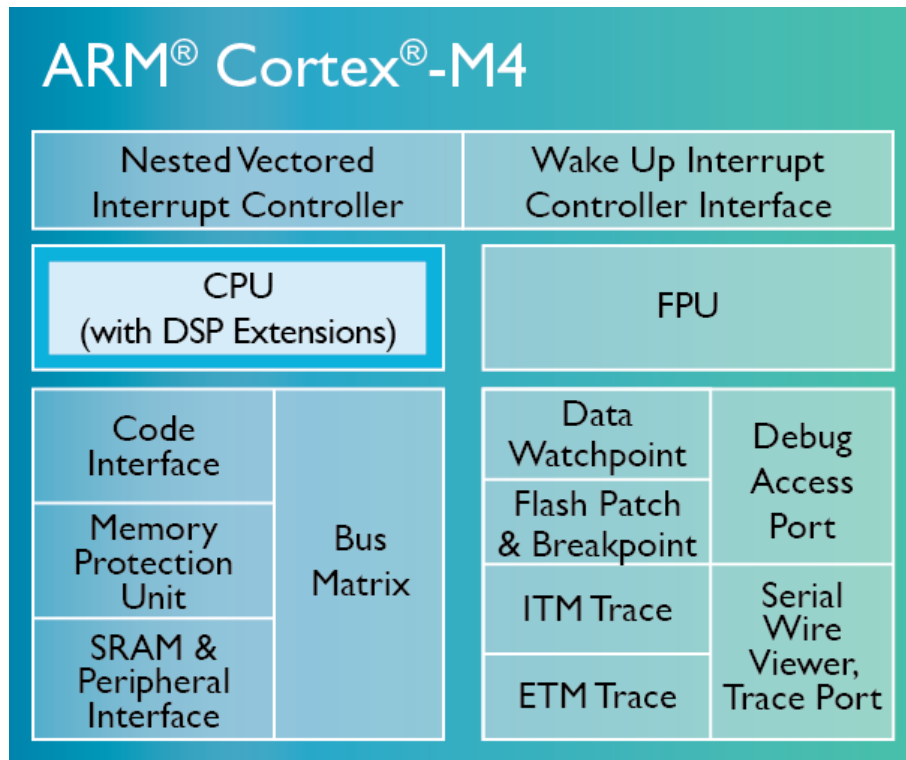 ARM® Cortex®-M4
Nested Vectored
Interrupt Controller
Wake Up Interrupt
Controller Interface
CPU
(with DSP Extensions)
FPU
Code
Interface
Memory
Protection
Unit
SRAM &
Peripheral
Interface
Bus
Matrix
Data
Watchpoint
Flash Patch
& Breakpoint
ITM Trace
ETM Trace
Debug
Access
Port
Serial
Wire
Viewer,
Trace Port